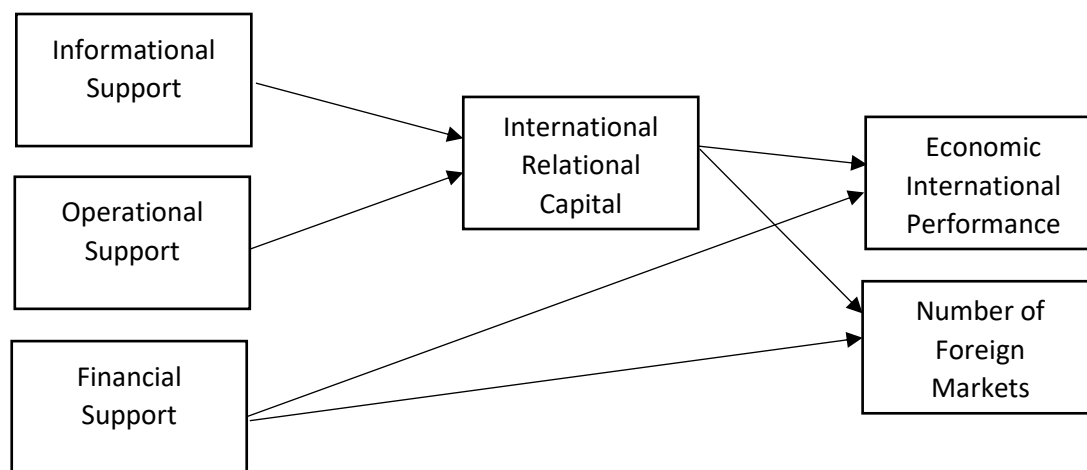 Informational
Support
Operational
Support
Financial
Support
International
Relational
Capital
Economic
International
Performance
Number of
Foreign
Markets